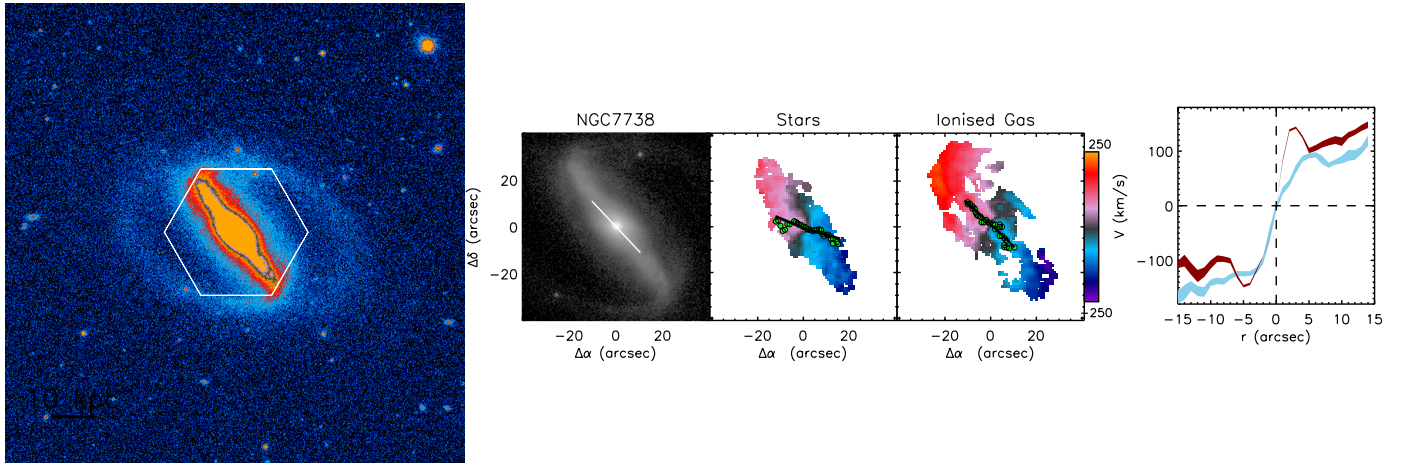 10 kpc
NGC7738
Stars
Ionised Gas
Δδ (arcsec)
20
0
−20
−20 0 20
Δα (arcsec)
−20 0 20
Δα (arcsec)
−20 0 20
Δα (arcsec)
250
−250
V (km/s)
100
0
−100
−15 −10 −5 0 5 10 15
r (arcsec)